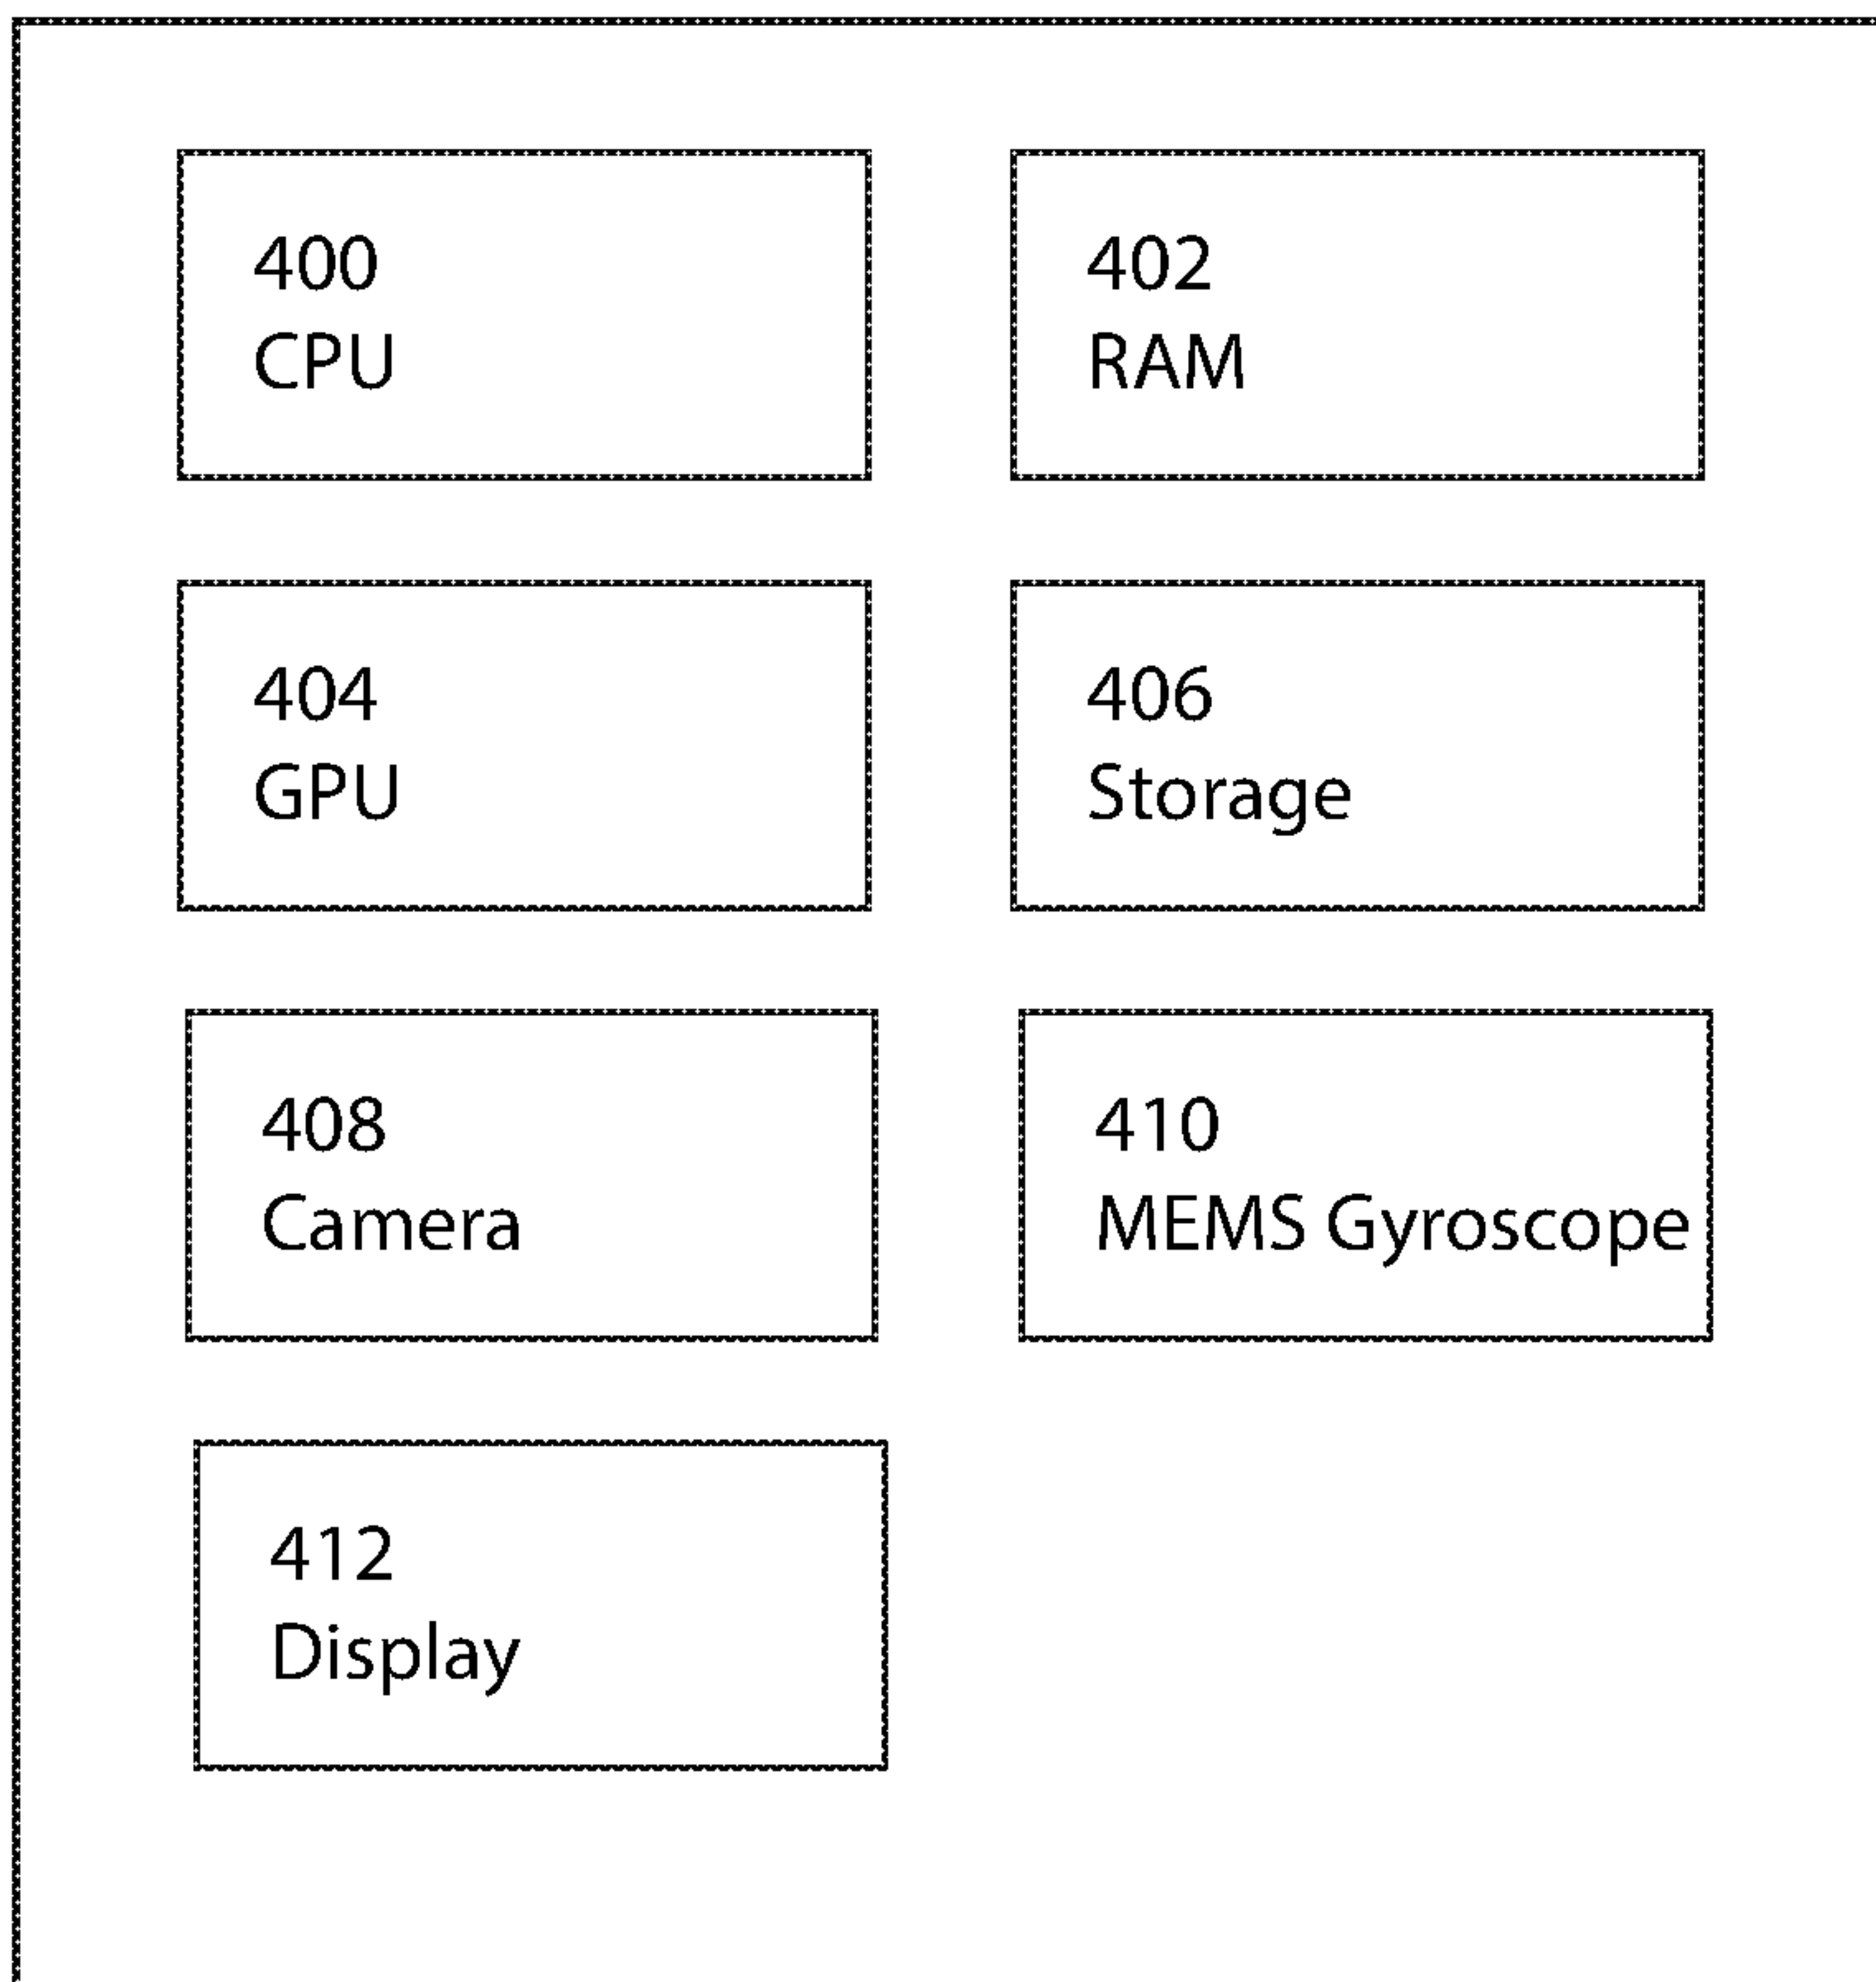 400
CPU
402
RAM
404
GPU
406
Storage
408
Camera
410
MEMS Gyroscope
412
Display